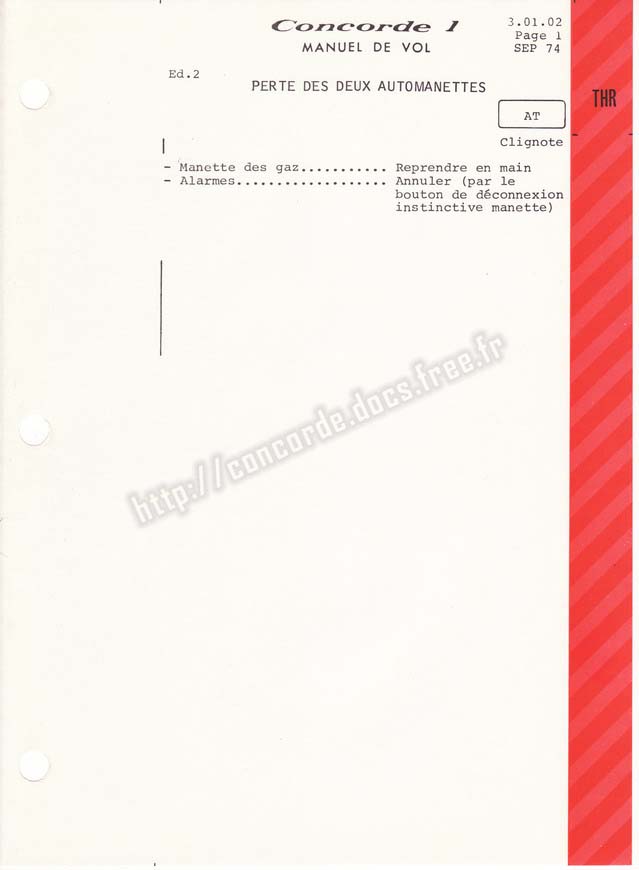 Concorde 1
MANUEL DE VOL
3.01.02
Page 1
SEP 74
Ed.2
PERTE DES DEUX AUTOMANETTES
THR
AT
Clignote
- Manette des gaz........... Reprendre en main
- Alarmes.................. Annuler (par le
bouton de déconnexion
instinctive manette)
http://concorde.docs.free.fr